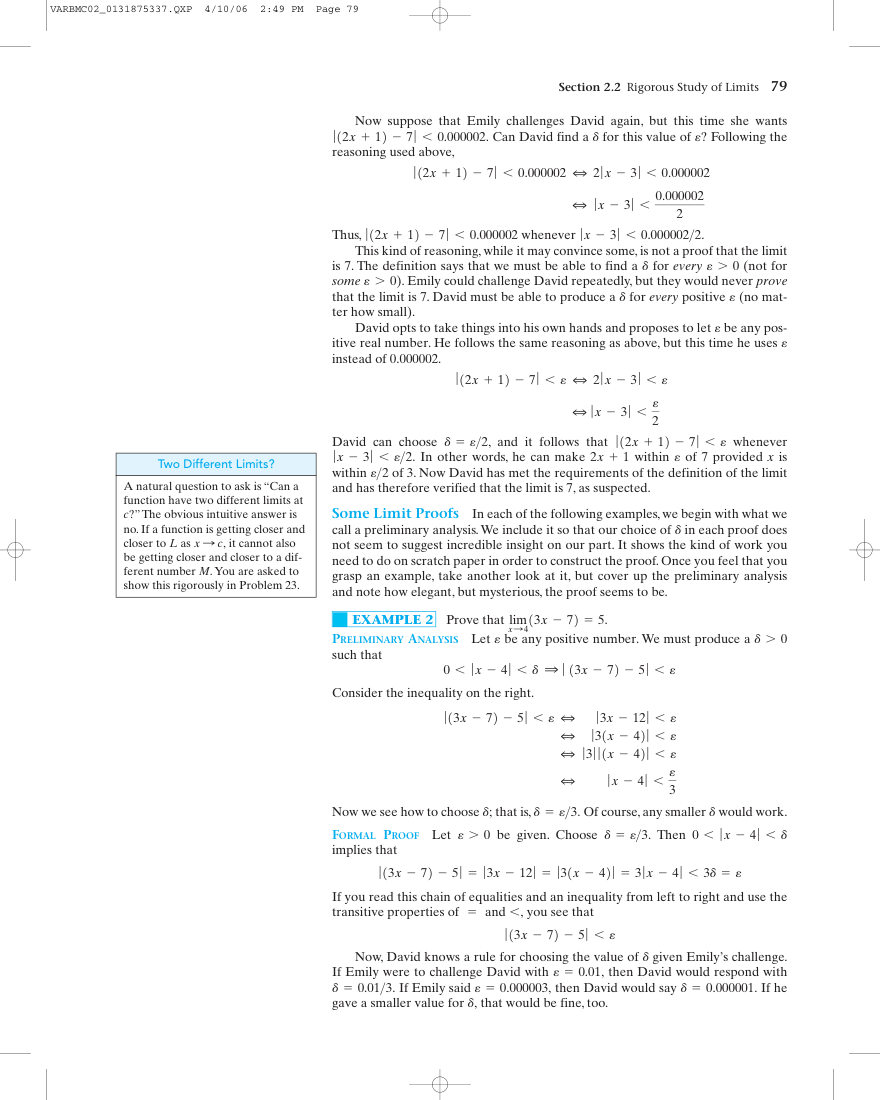 VARBMC02_0131875337.QXP 4/10/06 2:49 PM Page 79
Section 2.2 Rigorous Study of Limits 79
Now suppose that Emily challenges David again, but this time she wants
|(2x + 1) − 7| < 0.000002. Can David find a δ for this value of ε? Following the
reasoning used above,
|(2x + 1) − 7| < 0.000002 ⇔ 2|x − 3| < 0.000002
⇔ |x − 3| < 0.000002/2
Thus, |(2x + 1) − 7| < 0.000002 whenever |x − 3| < 0.000002/2.
This kind of reasoning, while it may convince some, is not a proof that the limit
is 7. The definition says that we must be able to find a δ for every ε > 0 (not for
some ε > 0). Emily could challenge David repeatedly, but they would never prove
that the limit is 7. David must be able to produce a δ for every positive ε (no mat-
ter how small).
David opts to take things into his own hands and proposes to let ε be any pos-
itive real number. He follows the same reasoning as above, but this time he uses ε
instead of 0.000002.
|(2x + 1) − 7| < ε ⇔ 2|x − 3| < ε
⇔ |x − 3| < ε/2
David can choose δ = ε/2, and it follows that |(2x + 1) − 7| < ε whenever
|x − 3| < ε/2. In other words, he can make 2x + 1 within ε of 7 provided x is
within ε/2 of 3. Now David has met the requirements of the definition of the limit
and has therefore verified that the limit is 7, as suspected.
Two Different Limits?
A natural question to ask is “Can a
function have two different limits at
c?” The obvious intuitive answer is
no. If a function is getting closer and
closer to L as x → c, it cannot also
be getting closer and closer to a dif-
ferent number M. You are asked to
show this rigorously in Problem 23.
Some Limit Proofs In each of the following examples, we begin with what we
call a preliminary analysis. We include it so that our choice of δ in each proof does
not seem to suggest incredible insight on our part. It shows the kind of work you
need to do on scratch paper in order to construct the proof. Once you feel that you
grasp an example, take another look at it, but cover up the preliminary analysis
and note how elegant, but mysterious, the proof seems to be.
EXAMPLE 2 Prove that lim x→4 (3x − 7) = 5.
PRELIMINARY ANALYSIS Let ε be any positive number. We must produce a δ > 0
such that
0 < |x − 4| < δ ⇒ | (3x − 7) − 5| < ε
Consider the inequality on the right.
|(3x − 7) − 5| < ε ⇔ |3x − 12| < ε
⇔ |3(x − 4)| < ε
⇔ |3||(x − 4)| < ε
⇔ |x − 4| < ε/3
Now we see how to choose δ; that is, δ = ε/3. Of course, any smaller δ would work.
FORMAL PROOF Let ε > 0 be given. Choose δ = ε/3. Then 0 < |x − 4| < δ
implies that
|(3x − 7) − 5| = |3x − 12| = |3(x − 4)| = 3|x − 4| < 3δ = ε
If you read this chain of equalities and an inequality from left to right and use the
transitive properties of = and <, you see that
|(3x − 7) − 5| < ε
Now, David knows a rule for choosing the value of δ given Emily’s challenge.
If Emily were to challenge David with ε = 0.01, then David would respond with
δ = 0.01/3. If Emily said ε = 0.000003, then David would say δ = 0.000001. If he
gave a smaller value for δ, that would be fine, too.